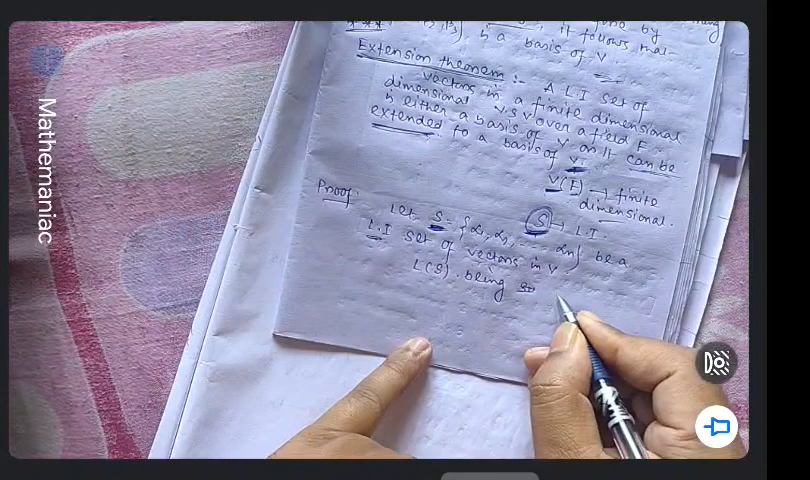 Mathemaniac
it follows that
basis of V.
Extension theorem :- A LI set of
vectors in a finite dimensional
dimensional v.s V over a field F.
is either a basis of V or it can be
extended to a basis of V.
V(F) → finite
dimensional.
Proof.
S → L.I.
Let S = {α1, α2, ---- αn} be a
L.I set of vectors in V
L(S). being